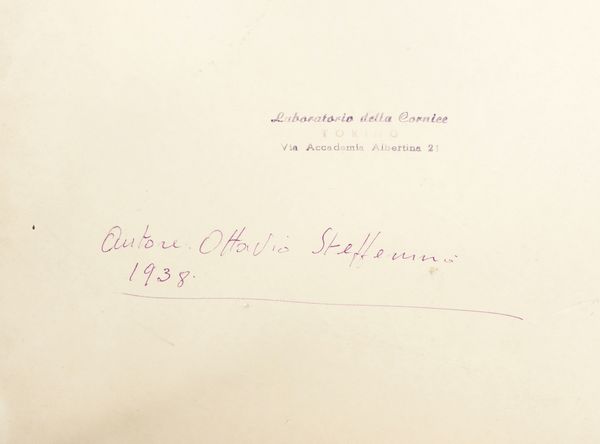 Laboratorio della Cornice
TORINO
Via Accademia Albertina 21
Autore. Ottavio Steffenini
1938.